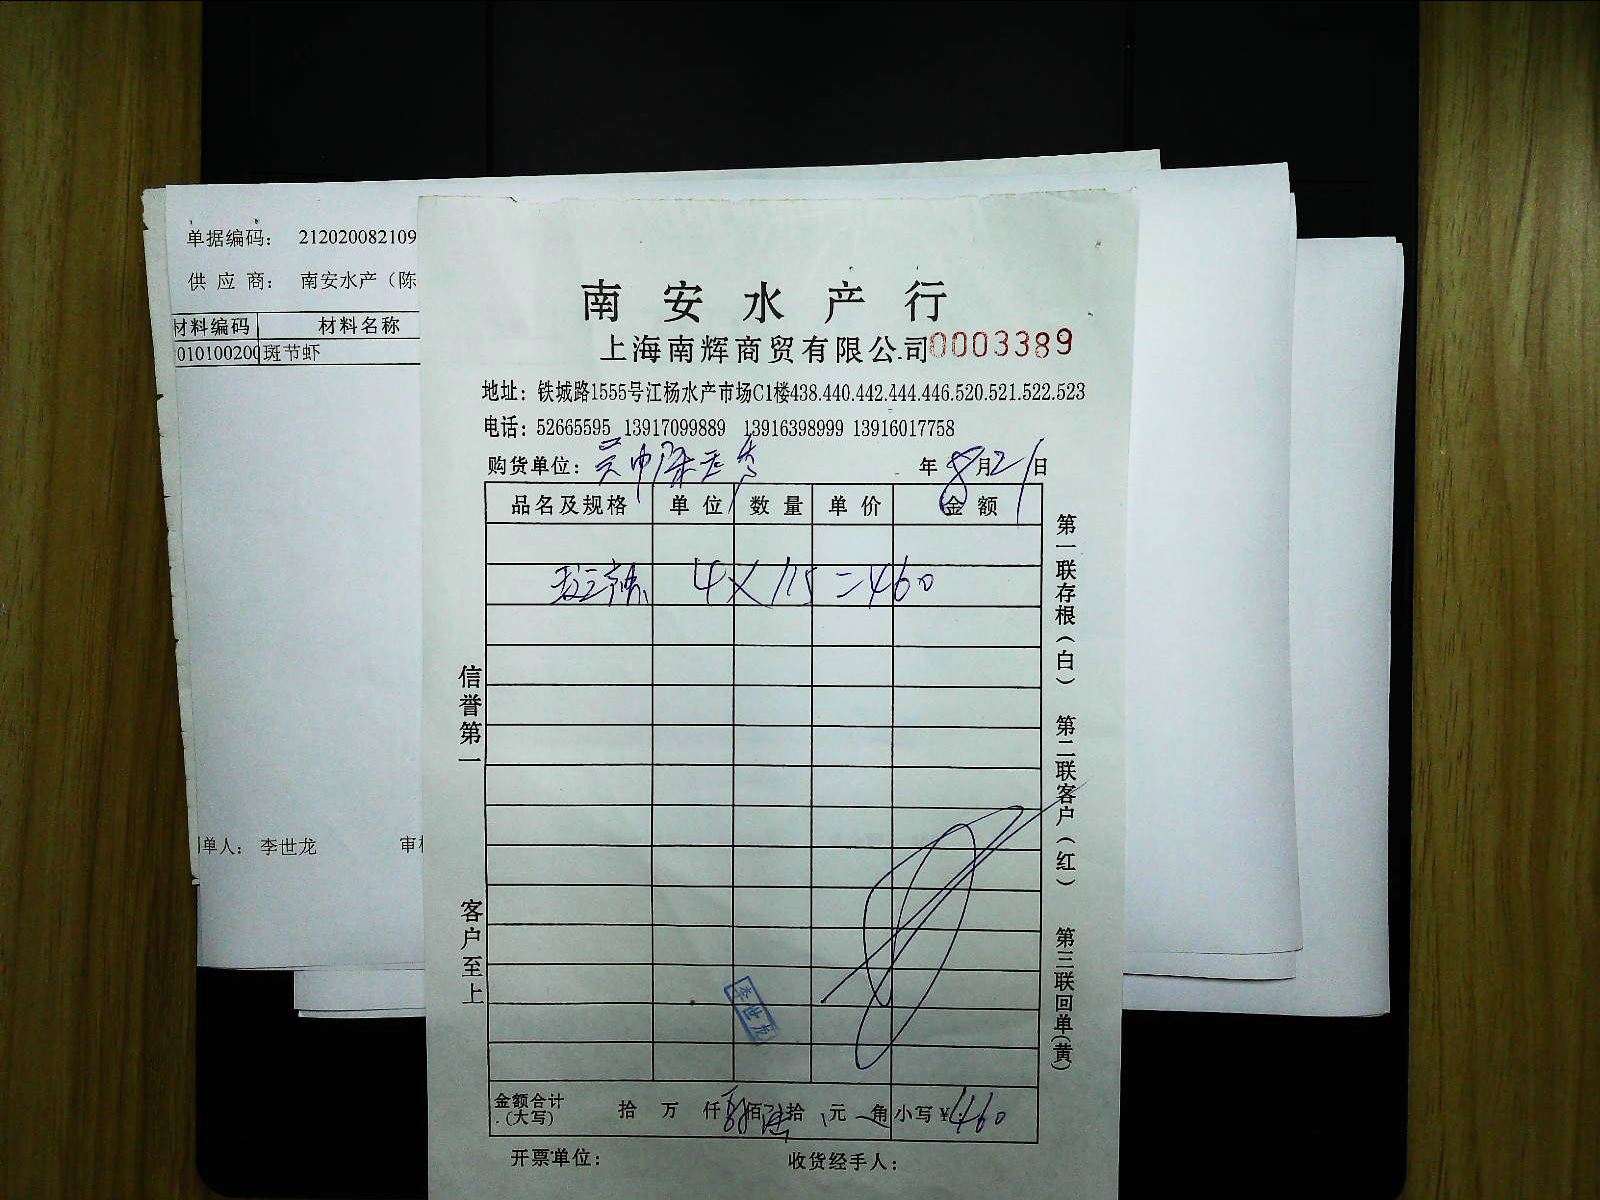 单据编码： 212020082109
供 应 商： 南安水产（陈
材料编码 材料名称
010100200 斑节虾
单人： 李世龙 审
南安水产行
上海南辉商贸有限公司 0003389
地址：铁城路1555号江杨水产市场C1楼438.440.442.444.446.520.521.522.523
电话：52665595 13917099889 13916398999 13916017758
购货单位： 年 8月21日
品名及规格 单位 数量 单价 金额
4×115=460
信誉第一
客户至上
第一联存根（白） 第二联客户（红） 第三联回单（黄）
李世龙
金额合计（大写） 拾 万 仟 肆佰陆拾 元 角 小写￥460
开票单位： 收货经手人：